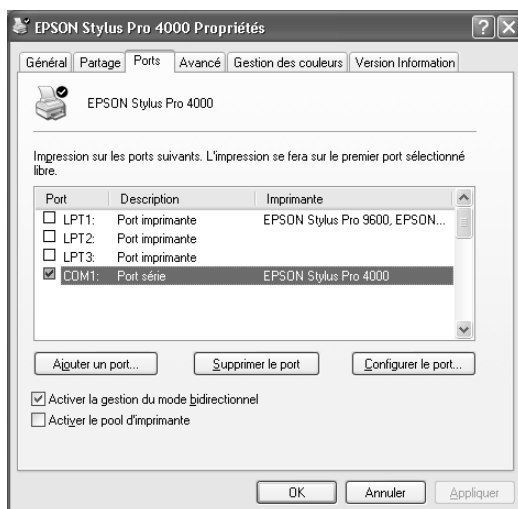 EPSON Stylus Pro 4000 Propriétés
Général Partage Ports Avancé Gestion des couleurs Version Information
EPSON Stylus Pro 4000
Impression sur les ports suivants. L'impression se fera sur le premier port sélectionné
libre.
Port Description Imprimante
LPT1: Port imprimante EPSON Stylus Pro 9600, EPSON...
LPT2: Port imprimante
LPT3: Port imprimante
COM1: Port série EPSON Stylus Pro 4000
Ajouter un port... Supprimer le port Configurer le port...
Activer la gestion du mode bidirectionnel
Activer le pool d'imprimante
OK Annuler Appliquer